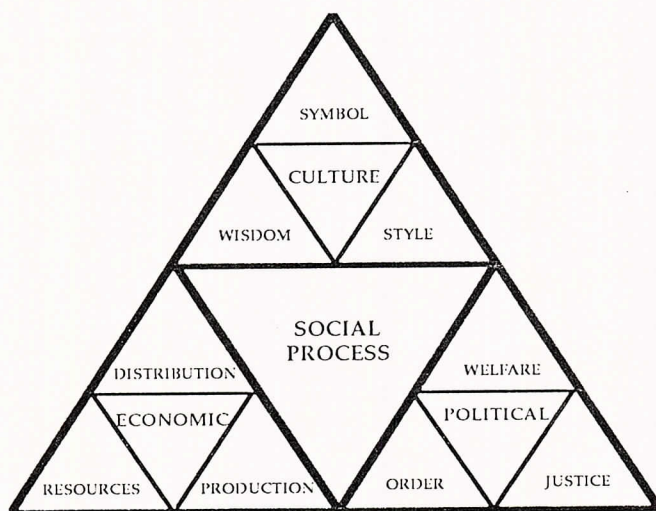 SYMBOL
CULTURE
WISDOM STYLE
SOCIAL
PROCESS
DISTRIBUTION WELFARE
ECONOMIC POLITICAL
RESOURCES PRODUCTION ORDER JUSTICE